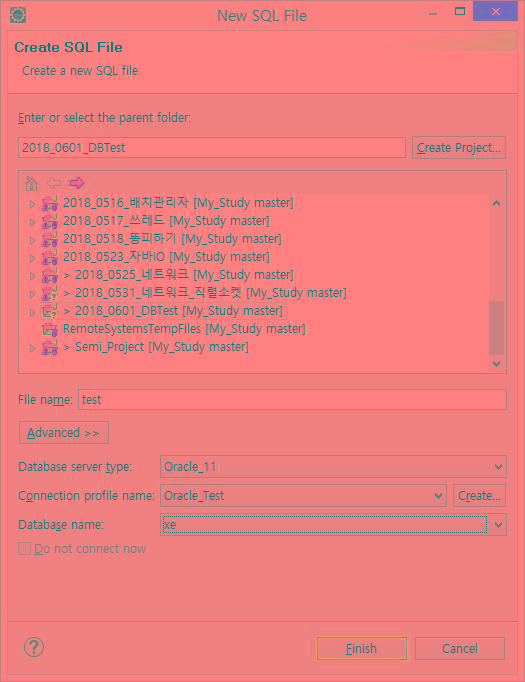 New SQL File
Create SQL File
Create a new SQL file
Enter or select the parent folder:
2018_0601_DBTest
Create Project...
2018_0516_배치관리자 [My_Study master]
2018_0517_쓰레드 [My_Study master]
2018_0518_똥피하기 [My_Study master]
2018_0523_자바IO [My_Study master]
> 2018_0525_네트워크 [My_Study master]
> 2018_0531_네트워크_직렬소켓 [My_Study master]
> 2018_0601_DBTest [My_Study master]
RemoteSystemsTempFiles [My_Study master]
> Semi_Project [My_Study master]
File name: test
Advanced >>
Database server type: Oracle_11
Connection profile name: Oracle_Test Create...
Database name: xe
Do not connect now
? Finish Cancel